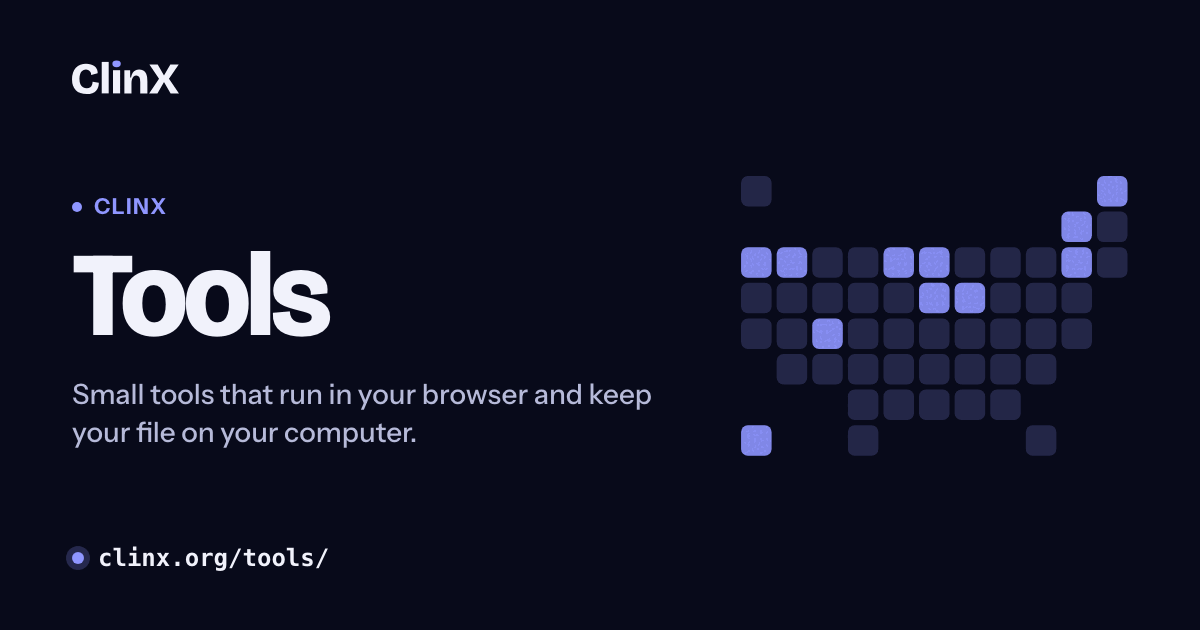 ClinX
CLINX
Tools
Small tools that run in your browser and keep
your file on your computer.
clinx.org/tools/